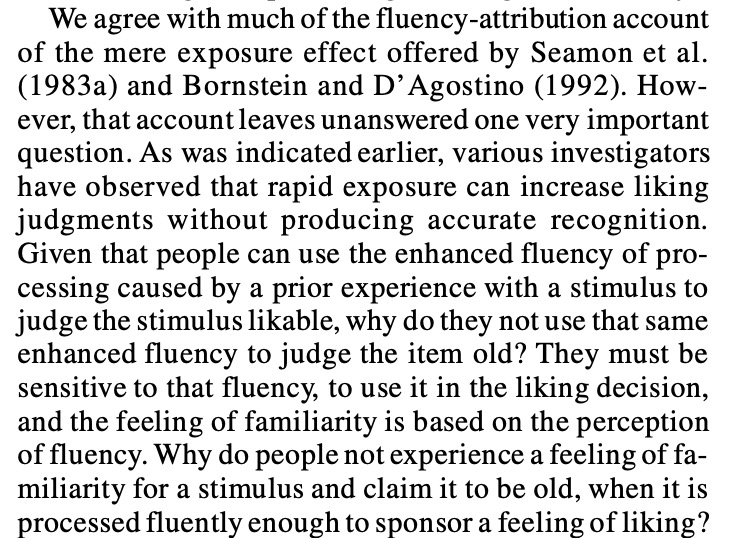 We agree with much of the fluency-attribution account
of the mere exposure effect offered by Seamon et al.
(1983a) and Bornstein and D’Agostino (1992). How-
ever, that account leaves unanswered one very important
question. As was indicated earlier, various investigators
have observed that rapid exposure can increase liking
judgments without producing accurate recognition.
Given that people can use the enhanced fluency of pro-
cessing caused by a prior experience with a stimulus to
judge the stimulus likable, why do they not use that same
enhanced fluency to judge the item old? They must be
sensitive to that fluency, to use it in the liking decision,
and the feeling of familiarity is based on the perception
of fluency. Why do people not experience a feeling of fa-
miliarity for a stimulus and claim it to be old, when it is
processed fluently enough to sponsor a feeling of liking?